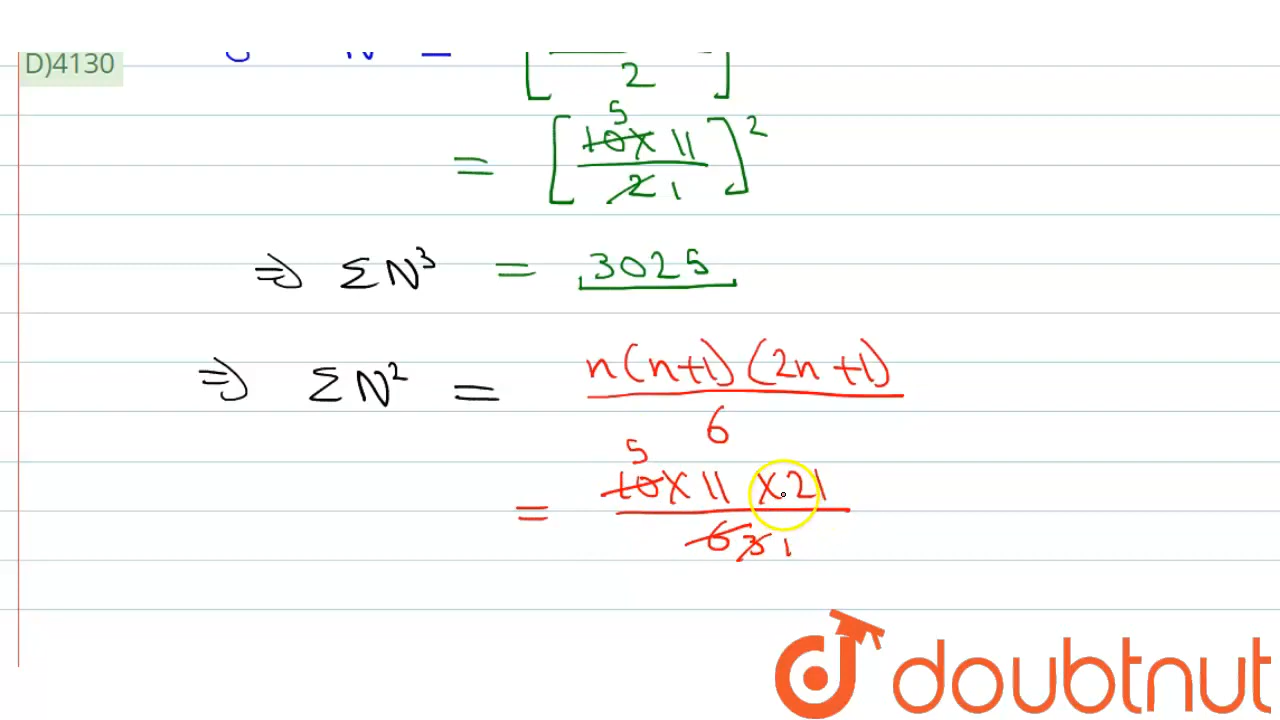 D)4130
N =
[ / 2 ]
= [ 10 5 × 11 / 2 1 ]²
⇒ ΣN³ = 3025
⇒ ΣN² = n(n+1)(2n+1) / 6
= 10 5 × 11 × 21 / 6 3 1
doubtnut